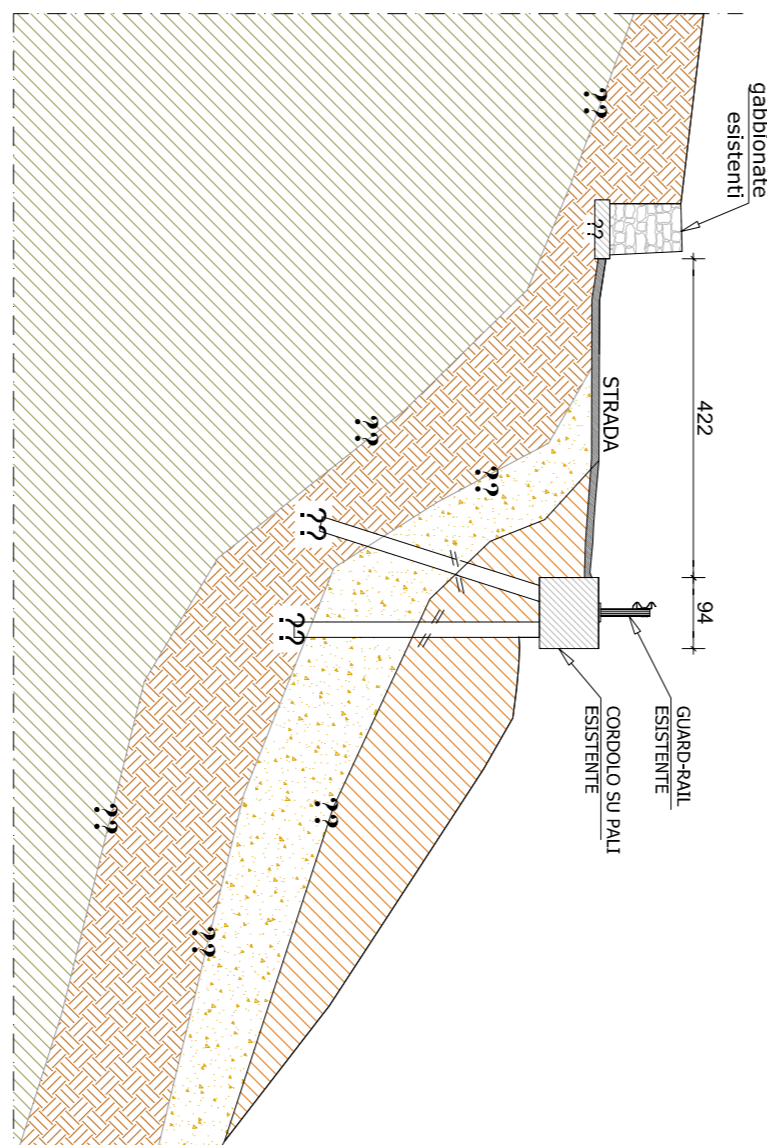 gabbionate
esistenti
??
??
422
STRADA
??
??
94
??
??
GUARD-RAIL
ESISTENTE
CORDOLO SU PALI
ESISTENTE
??
??
??